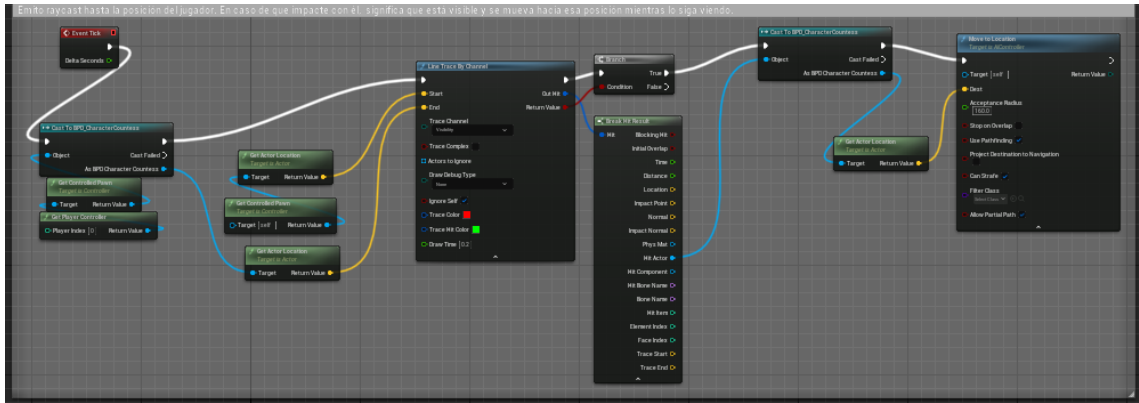 Emito raycast hasta la posición del jugador. En caso de que impacte con él, significa que esta visible y se mueva hacia esa posicion mientras lo siga viendo.
Event Tick
Delta Seconds
Cast To BPD_CharacterCountess
Object
Cast Failed
As BPD Character Countess
Get Controlled Pawn
Target is Controller
Target
Return Value
Get Player Controller
Player Index 0
Return Value
Get Actor Location
Target is Actor
Target
Return Value
Get Controlled Pawn
Target is Controller
Target self
Return Value
Get Actor Location
Target is Actor
Target
Return Value
Line Trace By Channel
Start
Out Hit
End
Return Value
Trace Channel
Visibility
Trace Complex
Actors to Ignore
Draw Debug Type
None
Ignore Self
Trace Color
Trace Hit Color
Draw Time 0.2
Branch
True
Condition
False
Break Hit Result
Hit
Blocking Hit
Initial Overlap
Time
Distance
Location
Impact Point
Normal
Impact Normal
Phys Mat
Hit Actor
Hit Component
Hit Bone Name
Bone Name
Hit Item
Element Index
Face Index
Trace Start
Trace End
Cast To BPD_CharacterCountess
Object
Cast Failed
As BPD Character Countess
Get Actor Location
Target is Actor
Target
Return Value
Move to Location
Target is AIController
Target self
Return Value
Dest
Acceptance Radius
160.0
Stop on Overlap
Use Pathfinding
Project Destination to Navigation
Can Strafe
Filter Class
Select Class
Allow Partial Path